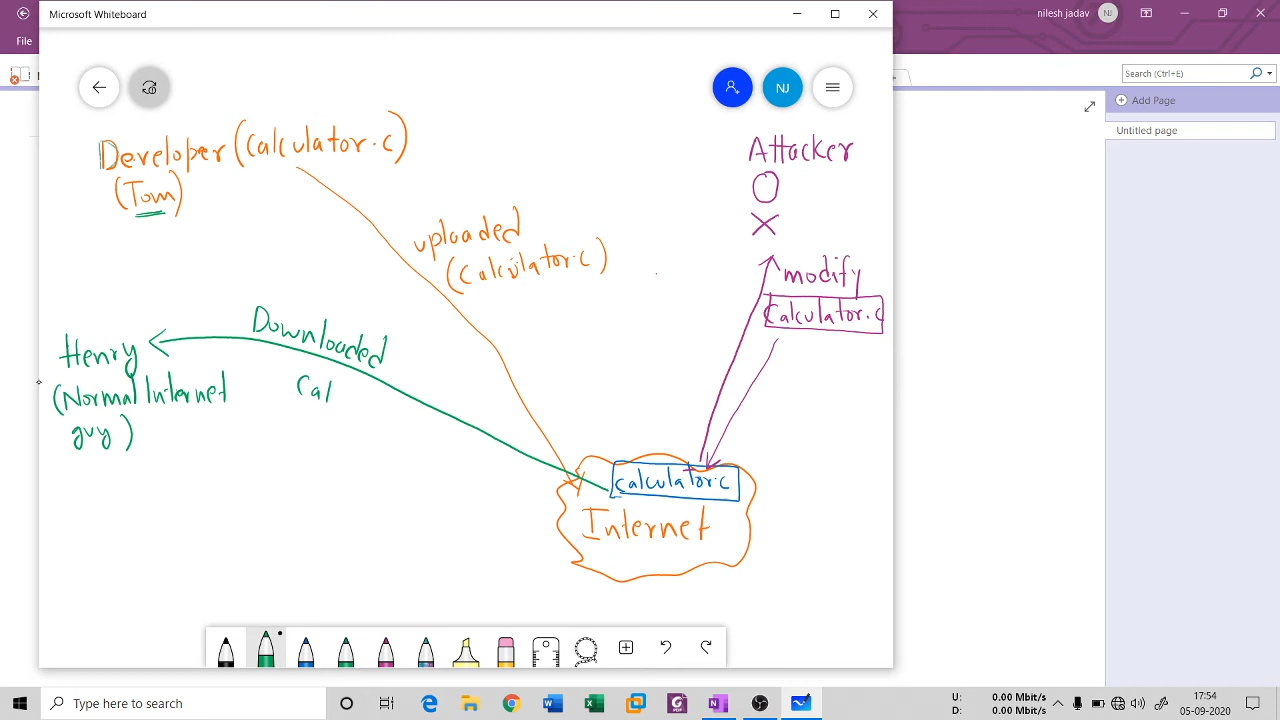 Microsoft Whiteboard
nilesh jadav
NJ
File
NJ
Search (Ctrl+E)
Add Page
Untitled page
Developer (Calculator.c)
(Tom)
uploaded
(Calculator.c)
Attacker
modify
Calculator.c
Downloaded
Cal
Henry
(Normal Internet
guy)
calculator.c
Internet
Type here to search
U: 0.00 Mbit/s
D: 0.00 Mbit/s
17:54
05-09-2020